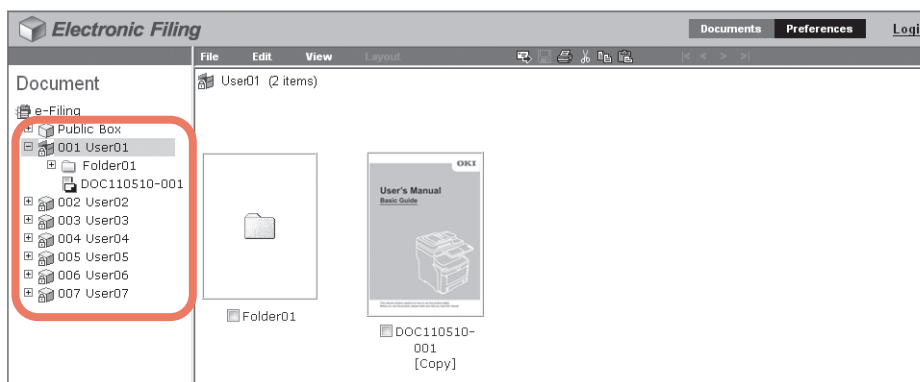 Electronic Filing
Documents Preferences Logi
File Edit View Layout |< < > >|
Document
e-Filing
Public Box
001 User01
Folder01
DOC110510-001
002 User02
003 User03
004 User04
005 User05
006 User06
007 User07
User01 (2 items)
Folder01
OKI
User's Manual
Basic Guide
DOC110510-
001
[Copy]